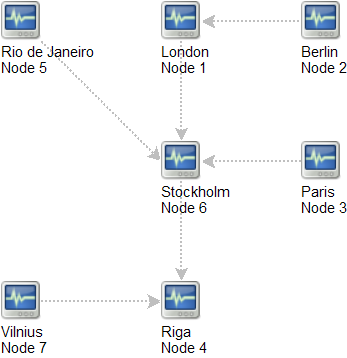 Rio de Janeiro
Node 5
London
Node 1
Berlin
Node 2
Stockholm
Node 6
Paris
Node 3
Vilnius
Node 7
Riga
Node 4